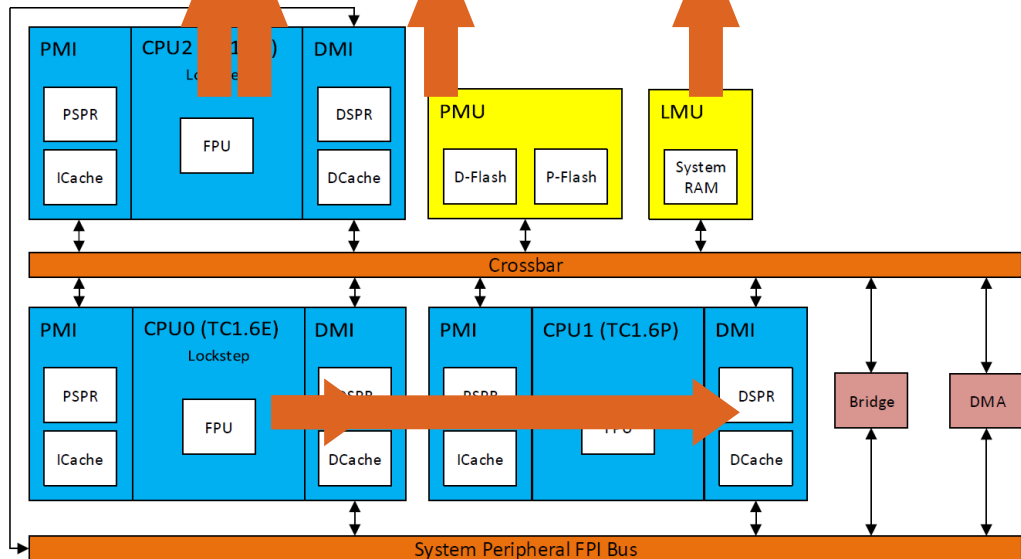 PMI
CPU2
DMI
PSPR
ICache
FPU
DSPR
DCache
PMU
D-Flash
P-Flash
LMU
System
RAM
Crossbar
PMI
CPU0 (TC1.6E)
Lockstep
DMI
PSPR
ICache
FPU
DCache
PMI
CPU1 (TC1.6P)
DMI
ICache
DSPR
DCache
Bridge
DMA
System Peripheral FPI Bus